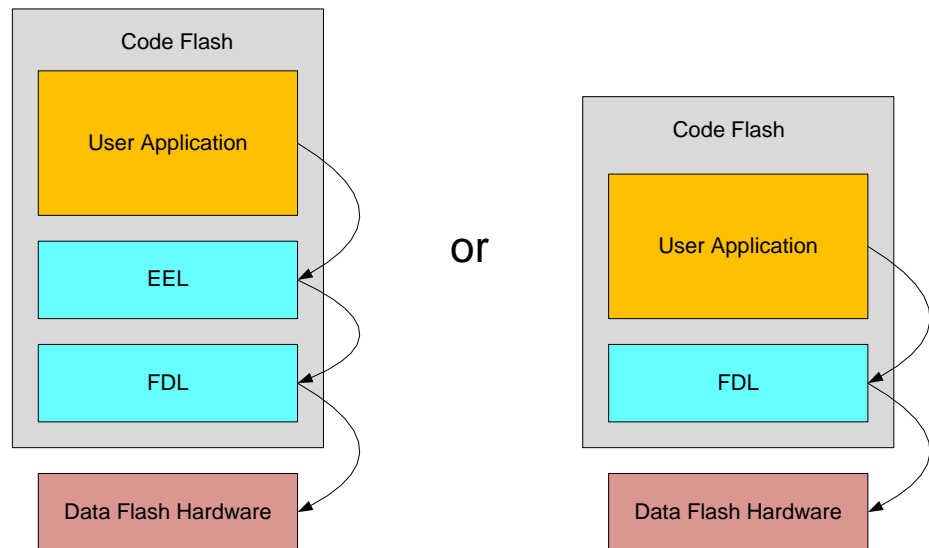 Code Flash
User Application
EEL
FDL
Data Flash Hardware
or
Code Flash
User Application
FDL
Data Flash Hardware